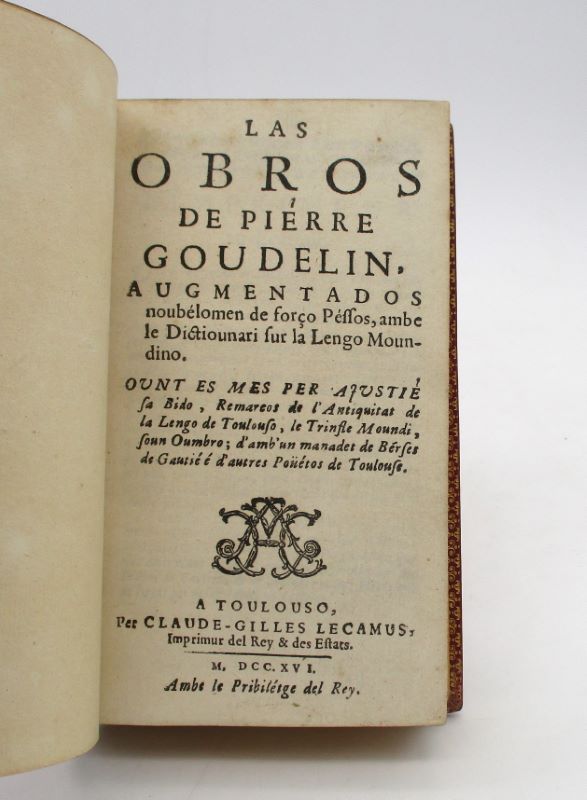 LAS
OBROS
DE PIÉRRE
GOUDELIN,
AUGMENTADOS
noubélomen de forço Péſſos, ambe
le Dictiounari ſur la Lengo Moun-
dino.
OUNT ES MES PER AJUSTIÉ
ſa Bido, Remarcos de l'Antiquitat de
la Lengo de Toulouſo, le Trinfle Moundi,
ſoun Oumbro; d'amb'un manadet de Bérſes
de Gautié é d'autres Poüétos de Toulouſe.
A TOULOUSO,
Per CLAUDE-GILLES LECAMUS,
Imprimur del Rey & des Eſtats.
M. DCC. XVI.
Ambe le Pribilétge del Rey.